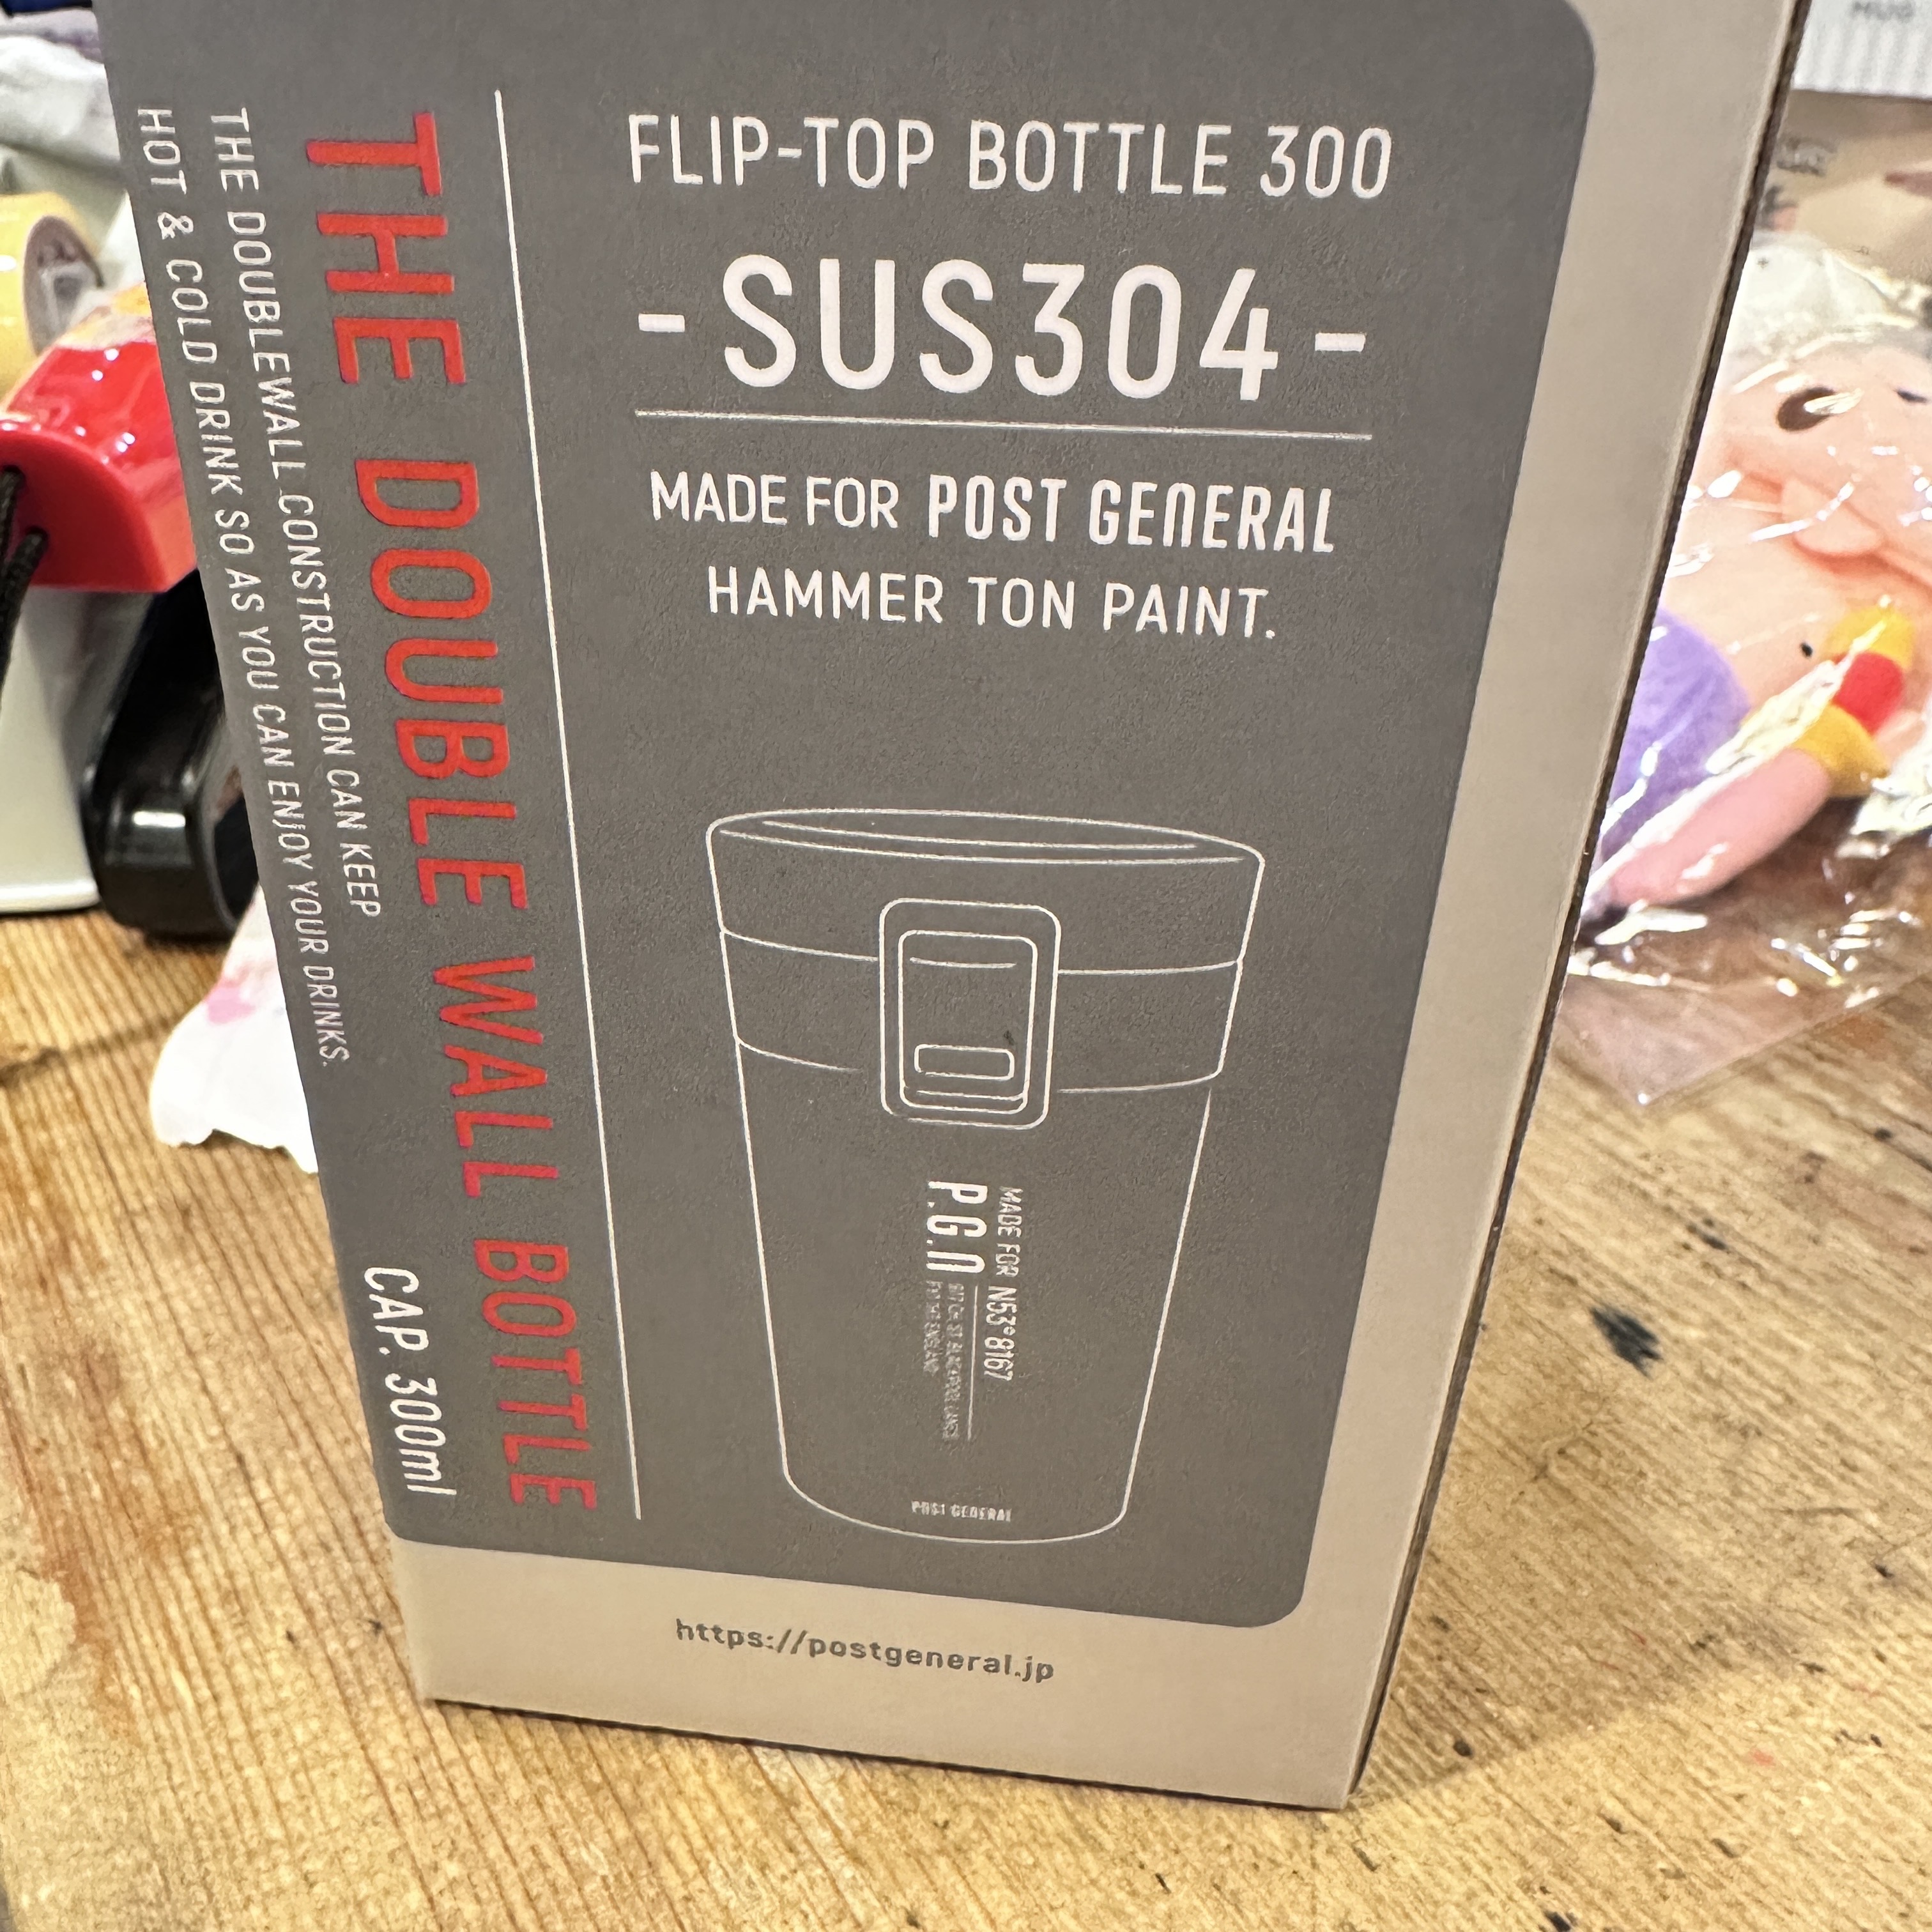 FLIP-TOP BOTTLE 300
-SUS304-
MADE FOR POST GENERAL
HAMMER TON PAINT.
THE DOUBLE WALL BOTTLE
THE DOUBLEWALL CONSTRUCTION CAN KEEP
HOT & COLD DRINK SO AS YOU CAN ENJOY YOUR DRINKS.
CAP. 300ml
MADE FOR N53°8167
P.G.N
POST GENERAL
https://postgeneral.jp
MUG